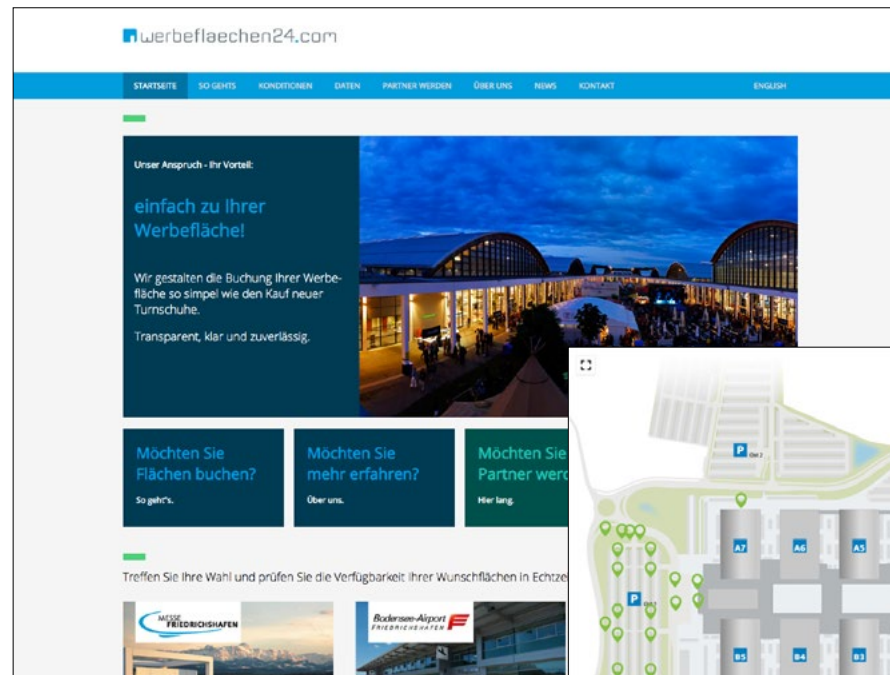 werbeflaechen24.com
STARTSEITE SO GEHTS KONDITIONEN DATEN PARTNER WERDEN ÜBER UNS NEWS KONTAKT ENGLISH
Unser Anspruch - Ihr Vorteil:
einfach zu Ihrer
Werbefläche!
Wir gestalten die Buchung Ihrer Werbe-
fläche so simpel wie den Kauf neuer
Turnschuhe.
Transparent, klar und zuverlässig.
Möchten Sie
Flächen buchen?
So geht's.
Möchten Sie
mehr erfahren?
Über uns.
Möchten Sie
Partner werd
Hier lang.
Treffen Sie Ihre Wahl und prüfen Sie die Verfügbarkeit Ihrer Wunschflächen in Echtze
MESSE
FRIEDRICHSHAFEN
Bodensee-Airport
FRIEDRICHSHAFEN
P Ost 2
A7 A6 A5
P
B5 B4 B3